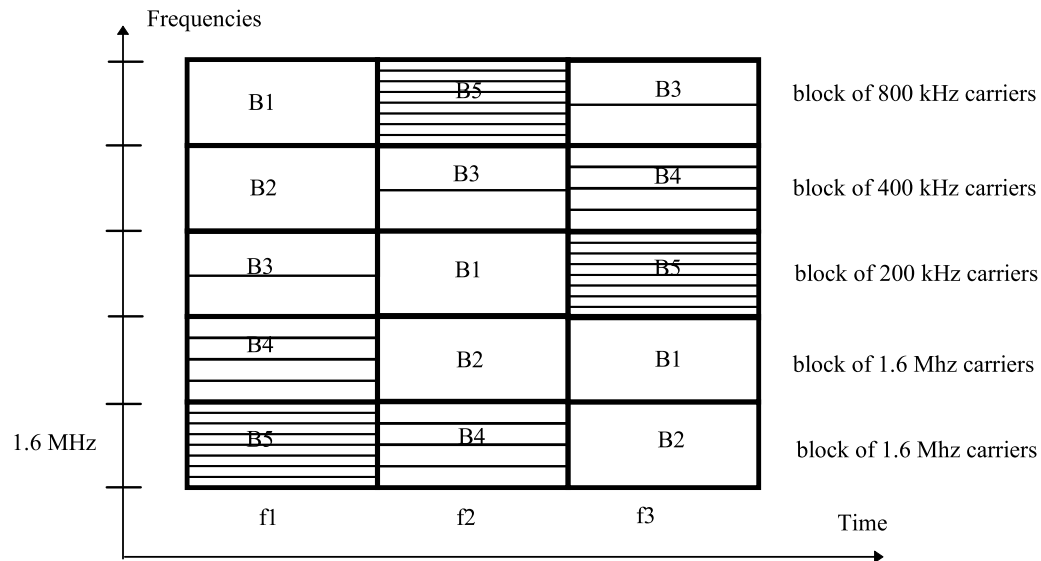 Frequencies
B1 B5 B3 block of 800 kHz carriers
B2 B3 B4 block of 400 kHz carriers
B3 B1 B5 block of 200 kHz carriers
B4 B2 B1 block of 1.6 Mhz carriers
1.6 MHz B5 B4 B2 block of 1.6 Mhz carriers
f1 f2 f3
Time